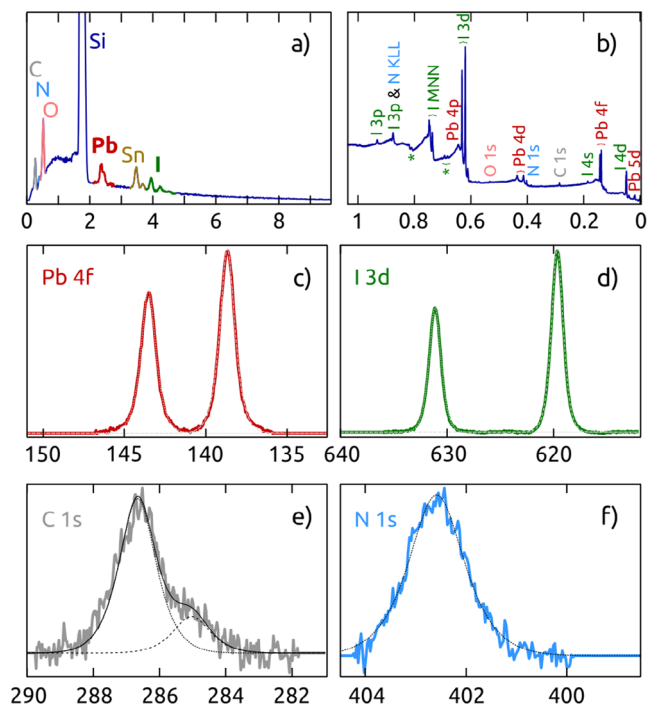 a)
Si
C
N
O
Pb
Sn
I
0 2 4 6 8
b)
I 3p
I 3p & N KLL
*
I MNN
*
Pb 4p
I 3d
O 1s
Pb 4d
N 1s
C 1s
I 4s
Pb 4f
I 4d
Pb 5d
1 0.8 0.6 0.4 0.2 0
Pb 4f
c)
150 145 140 135
I 3d
d)
640 630 620
C 1s
e)
290 288 286 284 282
N 1s
f)
404 402 400